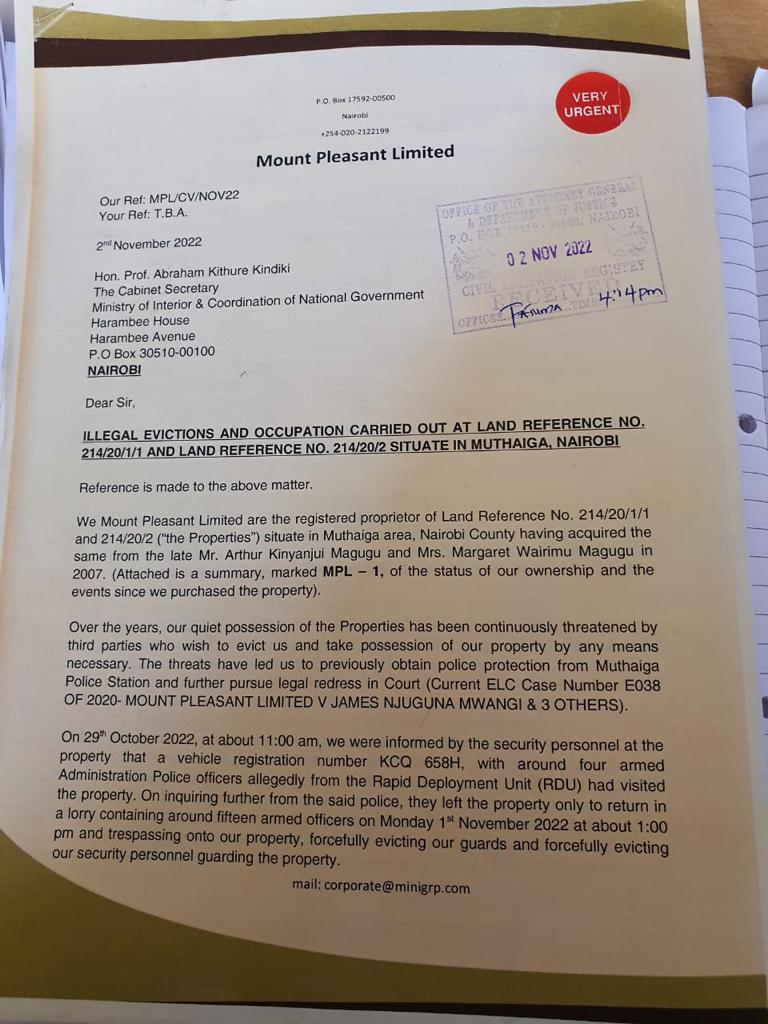 P.O. Box 17592-00500
Nairobi
+254-020-2122199
VERY
URGENT
Mount Pleasant Limited
Our Ref: MPL/CV/NOV22
Your Ref: T.B.A.
2nd November 2022
OFFICE OF THE ATTORNEY GENERAL
& DEPARTMENT OF JUSTICE
P.O. BOX NAIROBI
02 NOV 2022
CIVIL REGISTRY
RECEIVED
OFFICER Fatuma TIME 4:14pm
Hon. Prof. Abraham Kithure Kindiki
The Cabinet Secretary
Ministry of Interior & Coordination of National Government
Harambee House
Harambee Avenue
P.O Box 30510-00100
NAIROBI
Dear Sir,
ILLEGAL EVICTIONS AND OCCUPATION CARRIED OUT AT LAND REFERENCE NO.
214/20/1/1 AND LAND REFERENCE NO. 214/20/2 SITUATE IN MUTHAIGA, NAIROBI
Reference is made to the above matter.
We Mount Pleasant Limited are the registered proprietor of Land Reference No. 214/20/1/1
and 214/20/2 ("the Properties") situate in Muthaiga area, Nairobi County having acquired the
same from the late Mr. Arthur Kinyanjui Magugu and Mrs. Margaret Wairimu Magugu in
2007. (Attached is a summary, marked MPL – 1, of the status of our ownership and the
events since we purchased the property).
Over the years, our quiet possession of the Properties has been continuously threatened by
third parties who wish to evict us and take possession of our property by any means
necessary. The threats have led us to previously obtain police protection from Muthaiga
Police Station and further pursue legal redress in Court (Current ELC Case Number E038
OF 2020- MOUNT PLEASANT LIMITED V JAMES NJUGUNA MWANGI & 3 OTHERS).
On 29th October 2022, at about 11:00 am, we were informed by the security personnel at the
property that a vehicle registration number KCQ 658H, with around four armed
Administration Police officers allegedly from the Rapid Deployment Unit (RDU) had visited
the property. On inquiring further from the said police, they left the property only to return in
a lorry containing around fifteen armed officers on Monday 1st November 2022 at about 1:00
pm and trespassing onto our property, forcefully evicting our guards and forcefully evicting
our security personnel guarding the property.
mail: corporate@minigrp.com